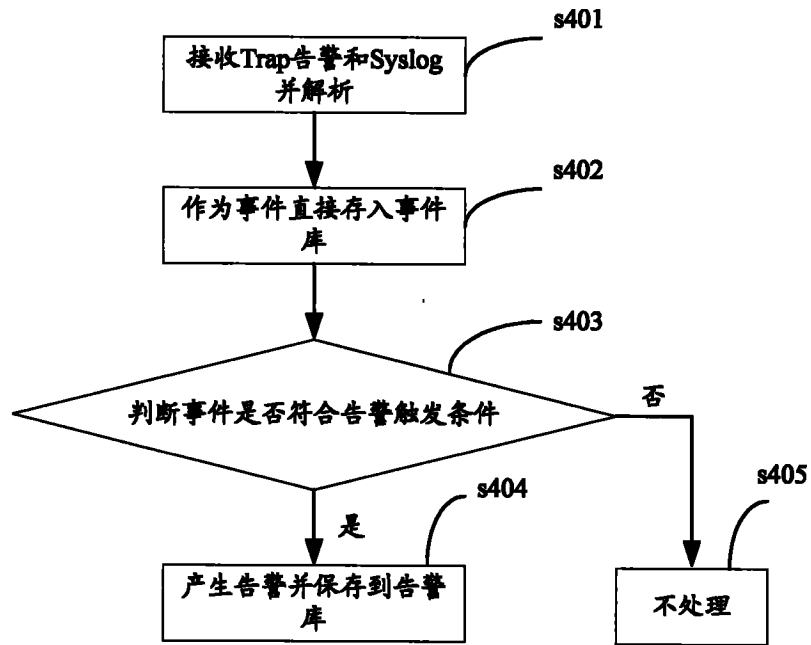 s401
接收Trap告警和Syslog
并解析
s402
作为事件直接存入事件
库
s403
判断事件是否符合告警触发条件
否
s404
s405
是
产生告警并保存到告警
库
不处理